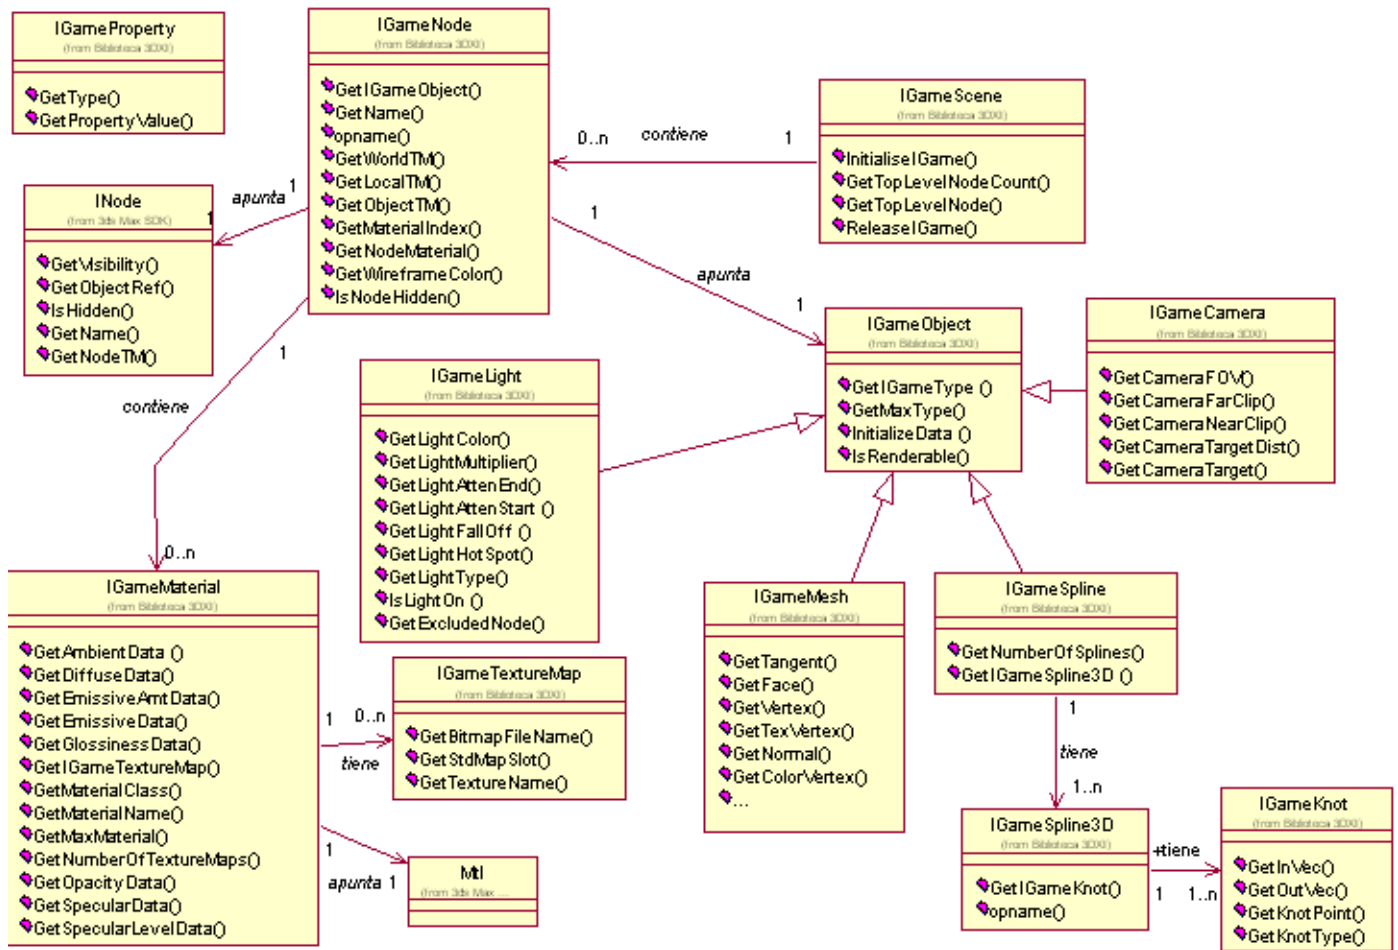 IGameProperty
(from Biblioteca 3DXI)
GetType()
GetPropertyValue()
IGameNode
(from Biblioteca 3DXI)
GetIGameObject()
GetName()
opname()
GetWorldTM()
GetLocalTM()
GetObjectTM()
GetMaterialIndex()
GetNodeMaterial()
GetWireframeColor()
IsNodeHidden()
IGameScene
(from Biblioteca 3DXI)
InitialiseIGame()
GetTopLevelNodeCount()
GetTopLevelNode()
ReleaseIGame()
0..n
contiene
1
INode
(from 3ds Max SDK)
GetVisibility()
GetObjectRef()
IsHidden()
GetName()
GetNodeTM()
apunta
1
1
1
apunta
1
IGameObject
(from Biblioteca 3DXI)
GetIGameType ()
GetMaxType()
InitializeData ()
IsRenderable()
IGameCamera
(from Biblioteca 3DXI)
GetCameraFOV()
GetCameraFarClip()
GetCameraNearClip()
GetCameraTargetDist()
GetCameraTarget()
1
contiene
0..n
IGameLight
(from Biblioteca 3DXI)
GetLightColor()
GetLightMultiplier()
GetLightAttenEnd()
GetLightAttenStart ()
GetLightFallOff ()
GetLightHotSpot()
GetLightType()
IsLightOn ()
GetExcludedNode()
IGameMaterial
(from Biblioteca 3DXI)
GetAmbientData ()
GetDiffuseData()
GetEmissiveAmtData()
GetEmissiveData()
GetGlossinessData()
GetIGameTextureMap()
GetMaterialClass()
GetMaterialName()
GetMaxMaterial()
GetNumberOfTextureMaps()
GetOpacityData()
GetSpecularData()
GetSpecularLevelData()
1
0..n
tiene
IGameTextureMap
(from Biblioteca 3DXI)
GetBitmapFileName()
GetStdMapSlot()
GetTextureName()
1
apunta 1
Mtl
(from 3ds Max ...
IGameMesh
(from Biblioteca 3DXI)
GetTangent()
GetFace()
GetVertex()
GetTexVertex()
GetNormal()
GetColorVertex()
...
IGameSpline
(from Biblioteca 3DXI)
GetNumberOfSplines()
GetIGameSpline3D ()
1
tiene
1..n
IGameSpline3D
(from Biblioteca 3DXI)
GetIGameKnot()
opname()
+tiene
1
1..n
IGameKnot
(from Biblioteca 3DXI)
GetInVec()
GetOutVec()
GetKnotPoint()
GetKnotType()